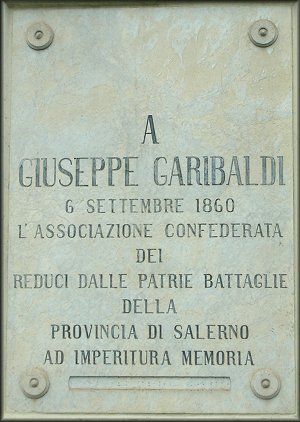 A
GIUSEPPE GARIBALDI
6 SETTEMBRE 1860
L'ASSOCIAZIONE CONFEDERATA
DEI
REDUCI DALLE PATRIE BATTAGLIE
DELLA
PROVINCIA DI SALERNO
AD IMPERITURA MEMORIA